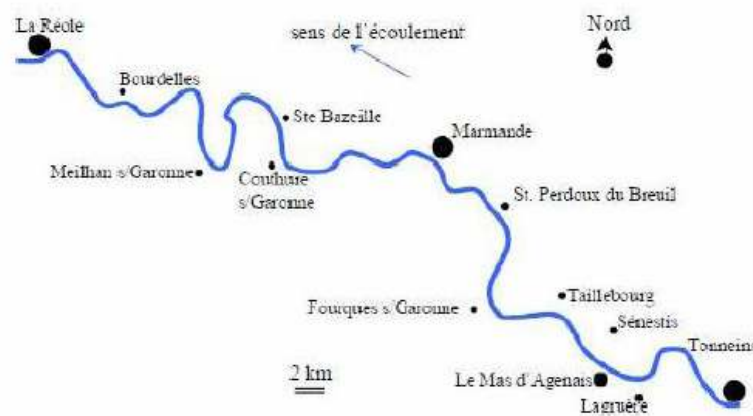 La Réole
sens de l'écoulement
Nord
Bourdelles
Ste Bazeille
Marmande
Meilhan s/Garonne
Couthure
s/Garonne
St. Perdoux du Breuil
Taillebourg
Fourques s/Garonne
Sénestis
Tonneins
2 km
Le Mas d'Agenais
Lagruère